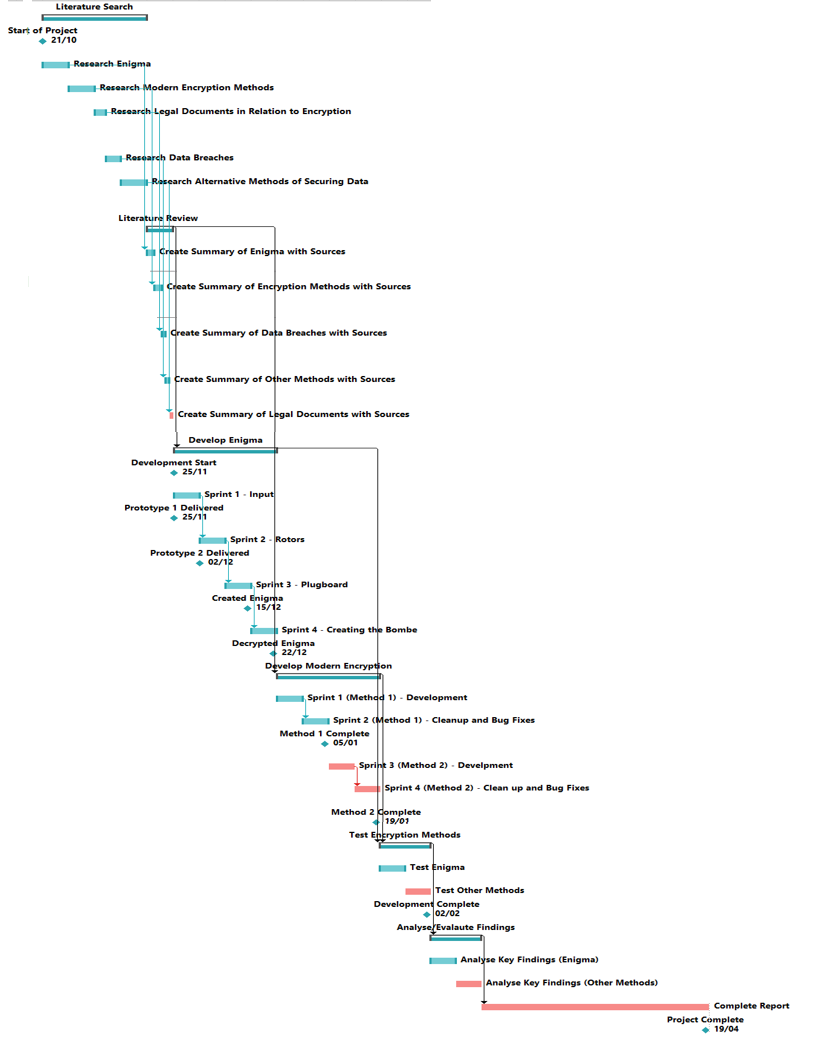 Literature Search
Start of Project
21/10
Research Enigma
Research Modern Encryption Methods
Research Legal Documents in Relation to Encryption
Research Data Breaches
Research Alternative Methods of Securing Data
Literature Review
Create Summary of Enigma with Sources
Create Summary of Encryption Methods with Sources
Create Summary of Data Breaches with Sources
Create Summary of Other Methods with Sources
Create Summary of Legal Documents with Sources
Develop Enigma
Development Start
25/11
Sprint 1 - Input
Prototype 1 Delivered
25/11
Sprint 2 - Rotors
Prototype 2 Delivered
02/12
Sprint 3 - Plugboard
Created Enigma
15/12
Sprint 4 - Creating the Bombe
Decrypted Enigma
22/12
Develop Modern Encryption
Sprint 1 (Method 1) - Development
Sprint 2 (Method 1) - Cleanup and Bug Fixes
Method 1 Complete
05/01
Sprint 3 (Method 2) - Develpment
Sprint 4 (Method 2) - Clean up and Bug Fixes
Method 2 Complete
19/01
Test Encryption Methods
Test Enigma
Test Other Methods
Development Complete
02/02
Analyse/Evalaute Findings
Analyse Key Findings (Enigma)
Analyse Key Findings (Other Methods)
Complete Report
Project Complete
19/04